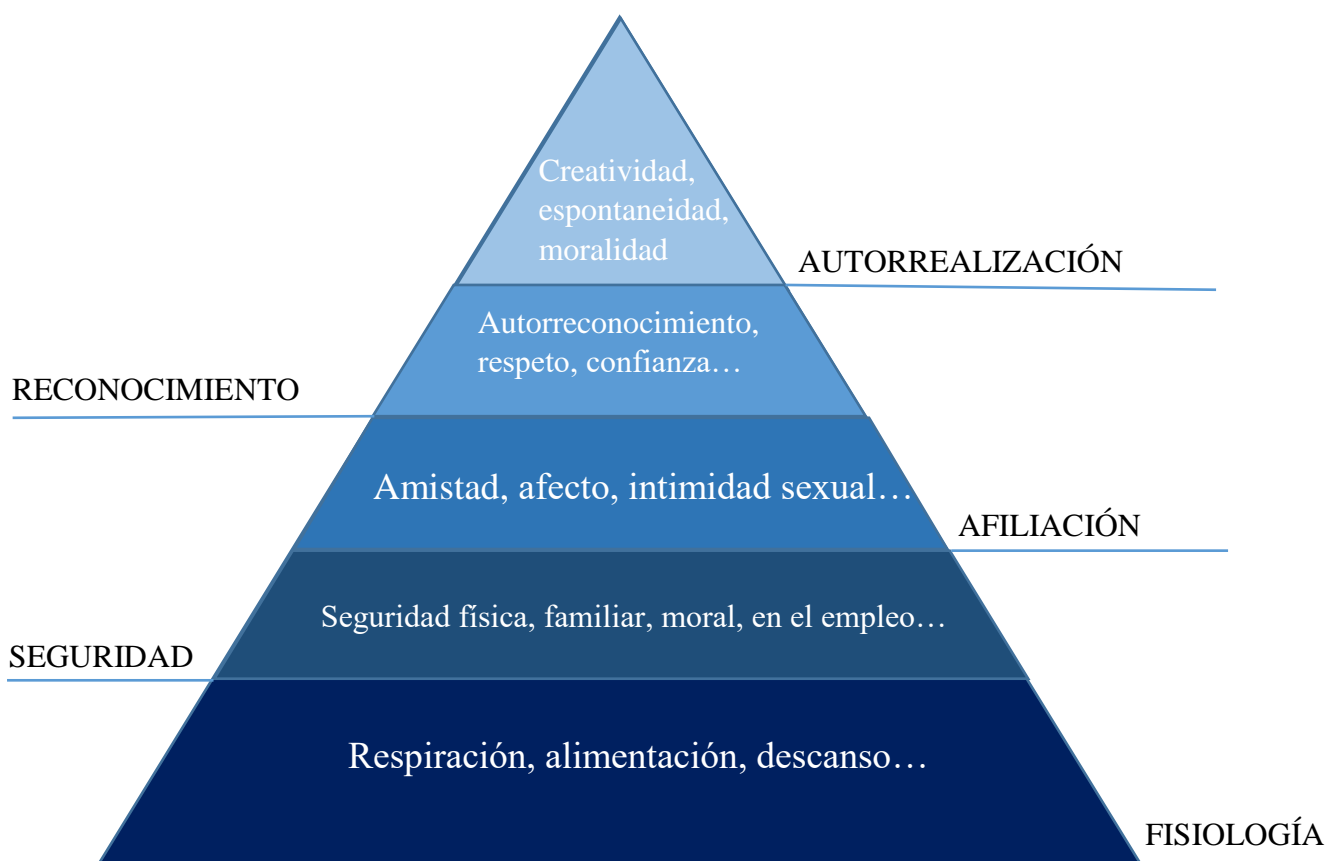 Creatividad,
espontaneidad,
moralidad
AUTORREALIZACIÓN
Autorreconocimiento,
respeto, confianza…
RECONOCIMIENTO
Amistad, afecto, intimidad sexual…
AFILIACIÓN
Seguridad física, familiar, moral, en el empleo…
SEGURIDAD
Respiración, alimentación, descanso…
FISIOLOGÍA